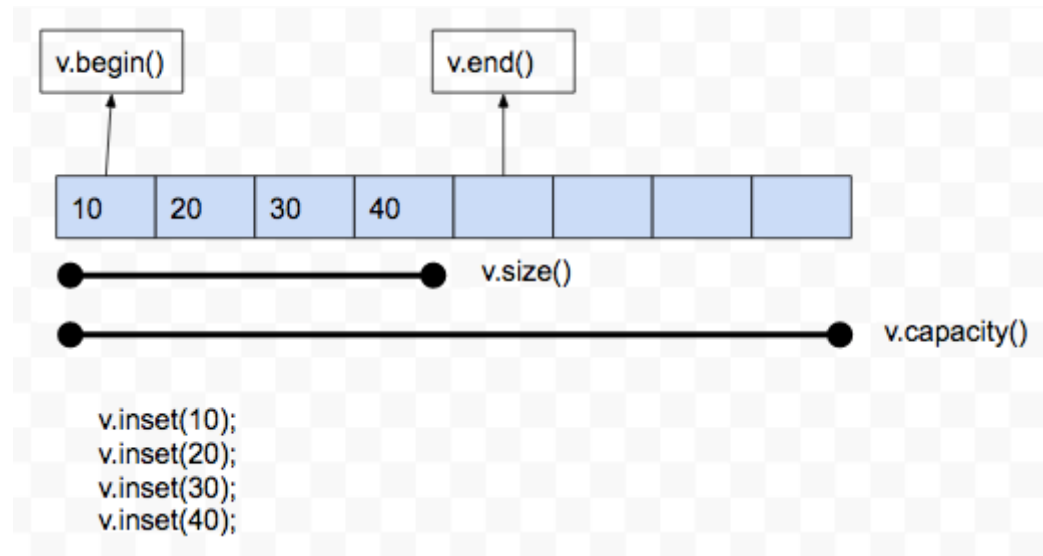 v.begin()
v.end()
10 20 30 40
v.size()
v.capacity()
v.inset(10);
v.inset(20);
v.inset(30);
v.inset(40);